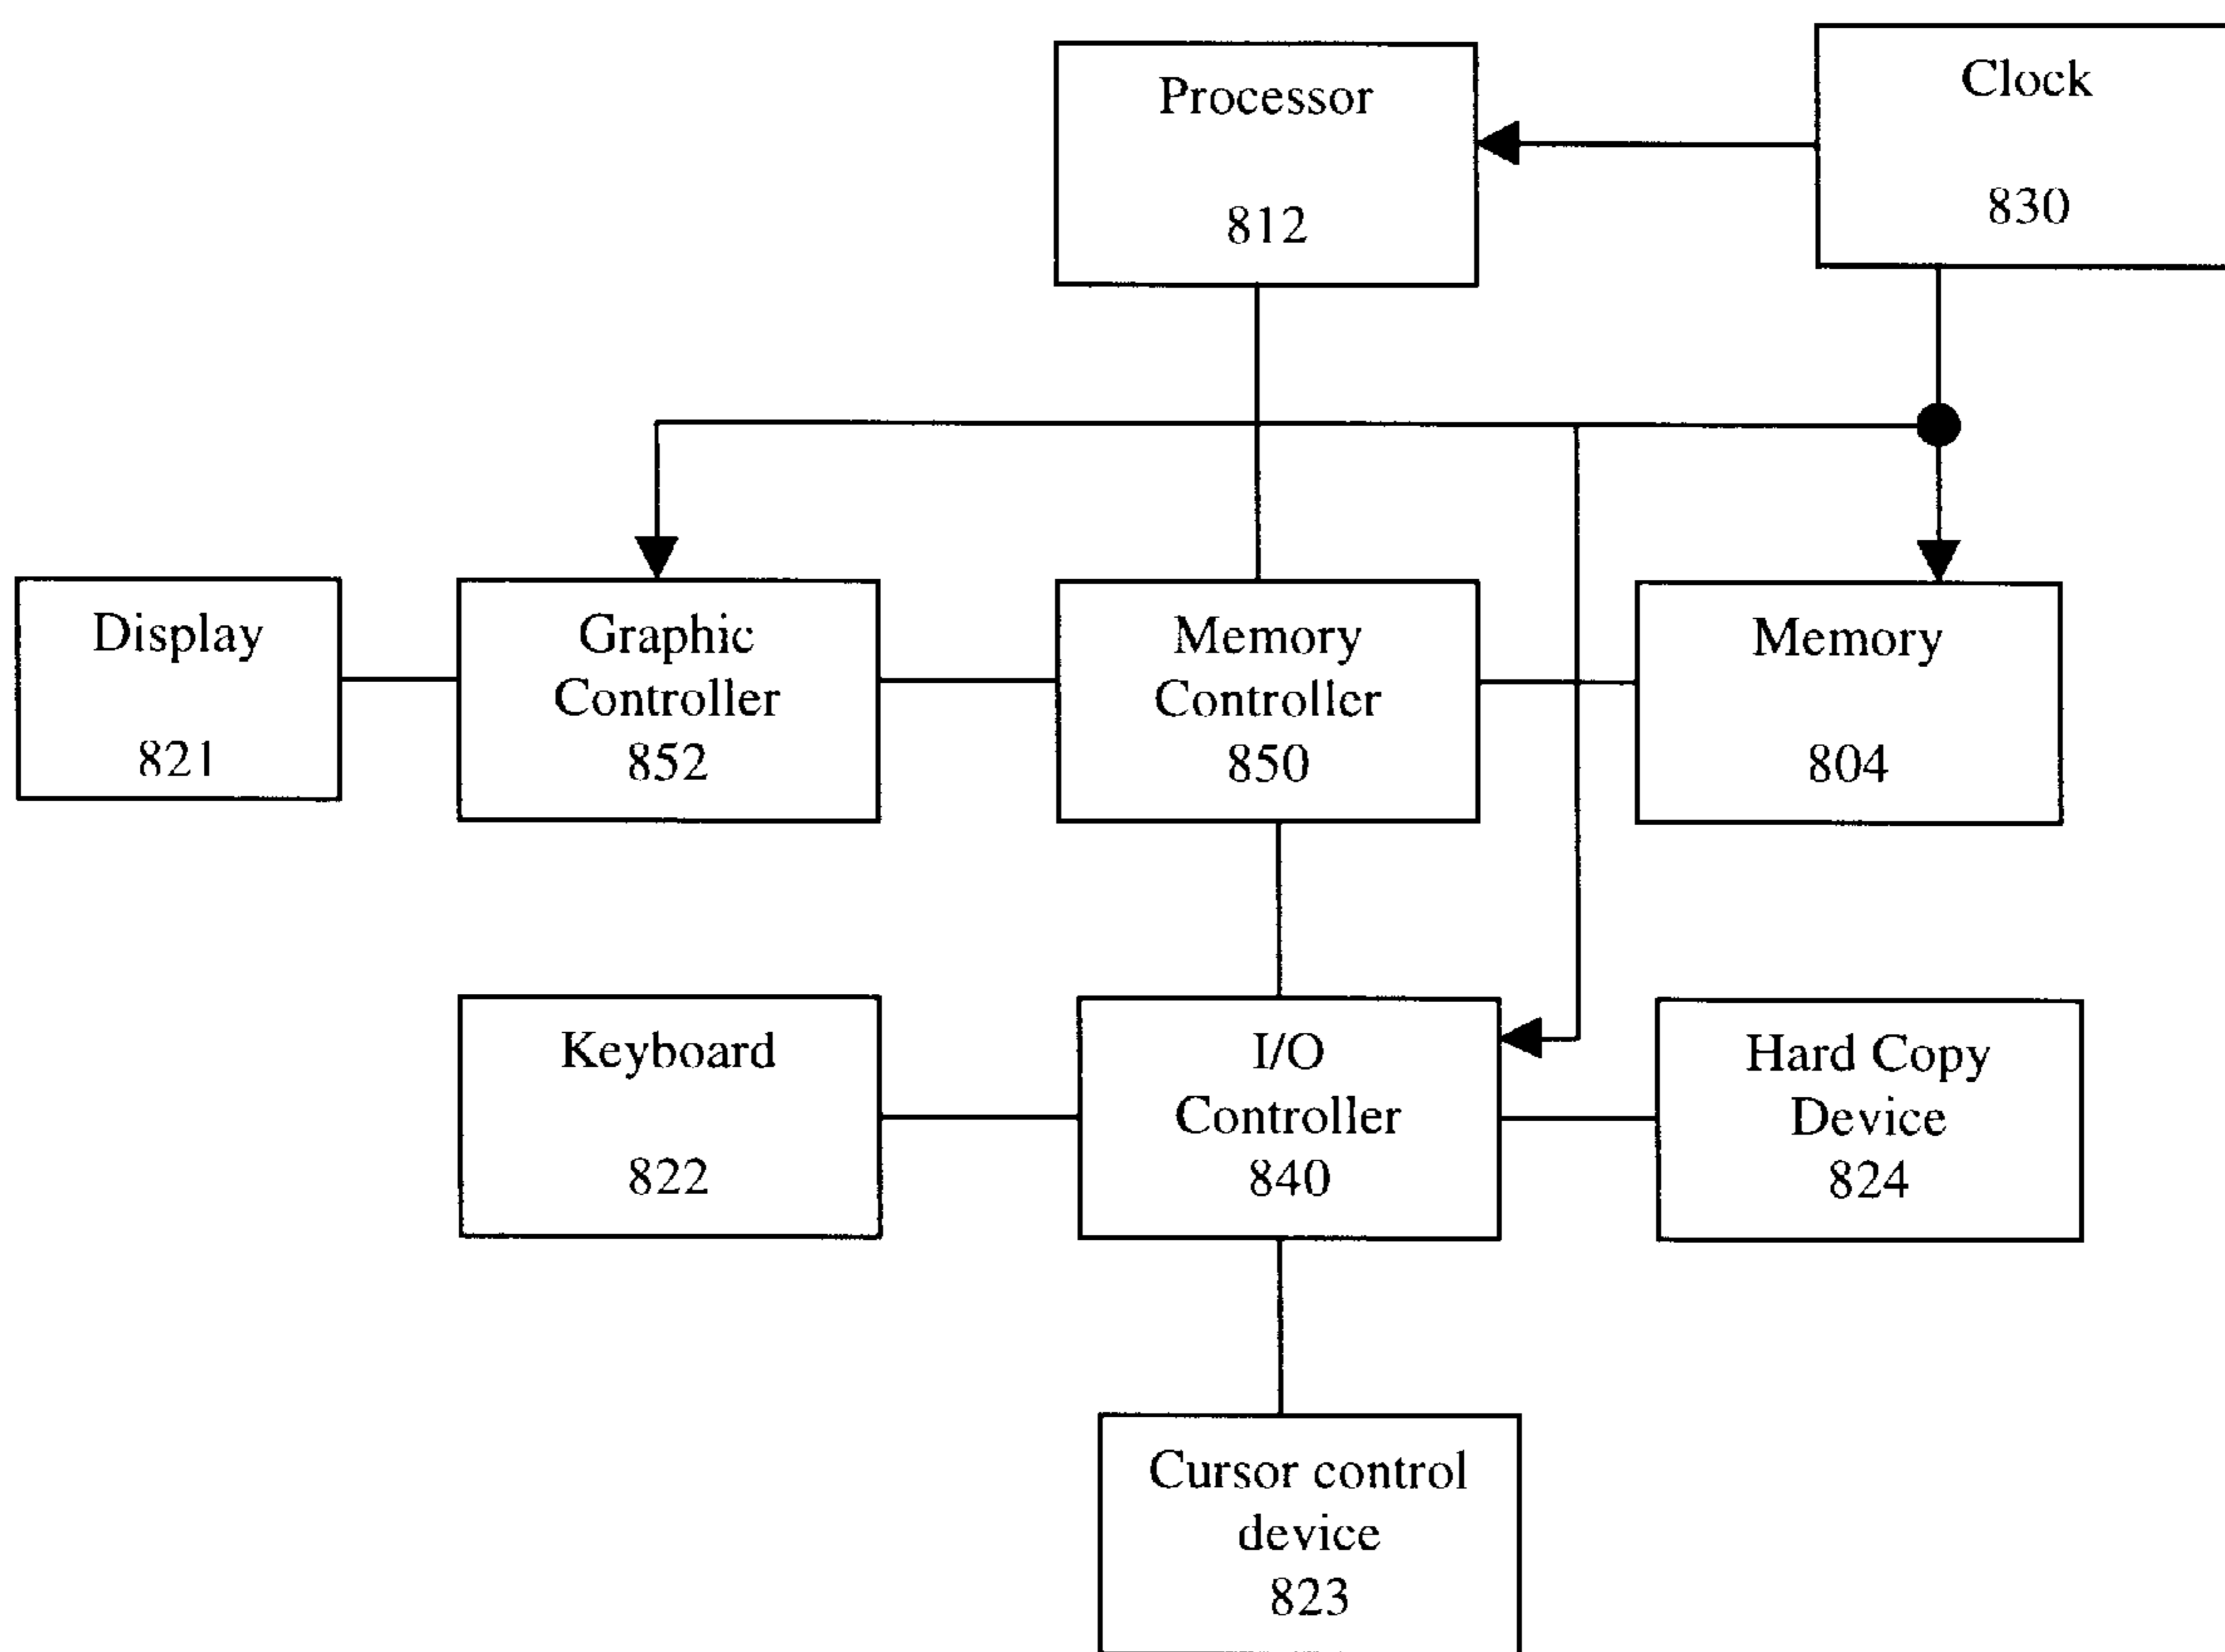 Processor
812
Clock
830
Display
821
Graphic
Controller
852
Memory
Controller
850
Memory
804
Keyboard
822
I/O
Controller
840
Hard Copy
Device
824
Cursor control
device
823